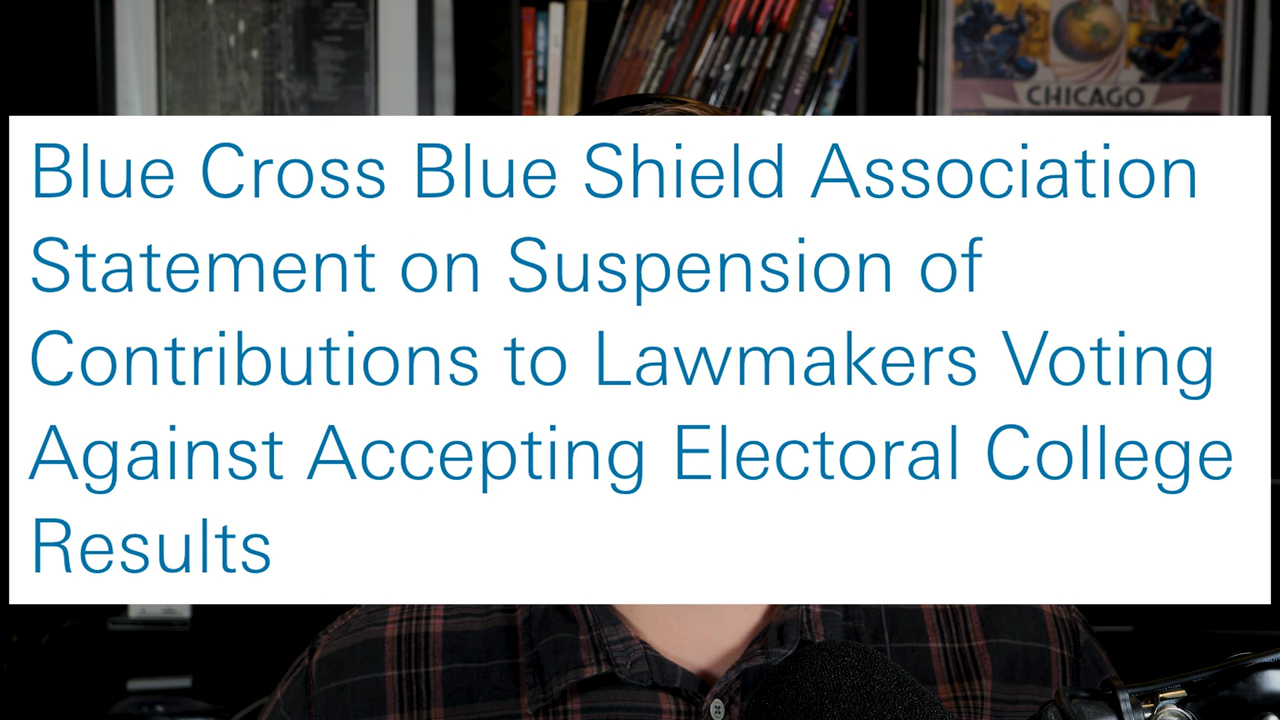 CHICAGO
Blue Cross Blue Shield Association
Statement on Suspension of
Contributions to Lawmakers Voting
Against Accepting Electoral College
Results